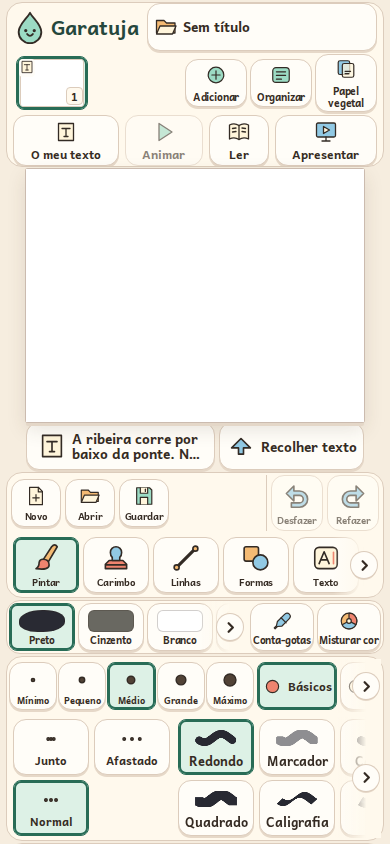 Garatuja
Sem título
1
Adicionar
Organizar
Papel
vegetal
O meu texto
Animar
Ler
Apresentar
A ribeira corre por
baixo da ponte. N...
Recolher texto
Novo
Abrir
Guardar
Desfazer
Refazer
Pintar
Carimbo
Linhas
Formas
Texto
Preto
Cinzento
Branco
Conta-gotas
Misturar cor
Mínimo
Pequeno
Médio
Grande
Máximo
Básicos
Junto
Afastado
Redondo
Marcador
Normal
Quadrado
Caligrafia